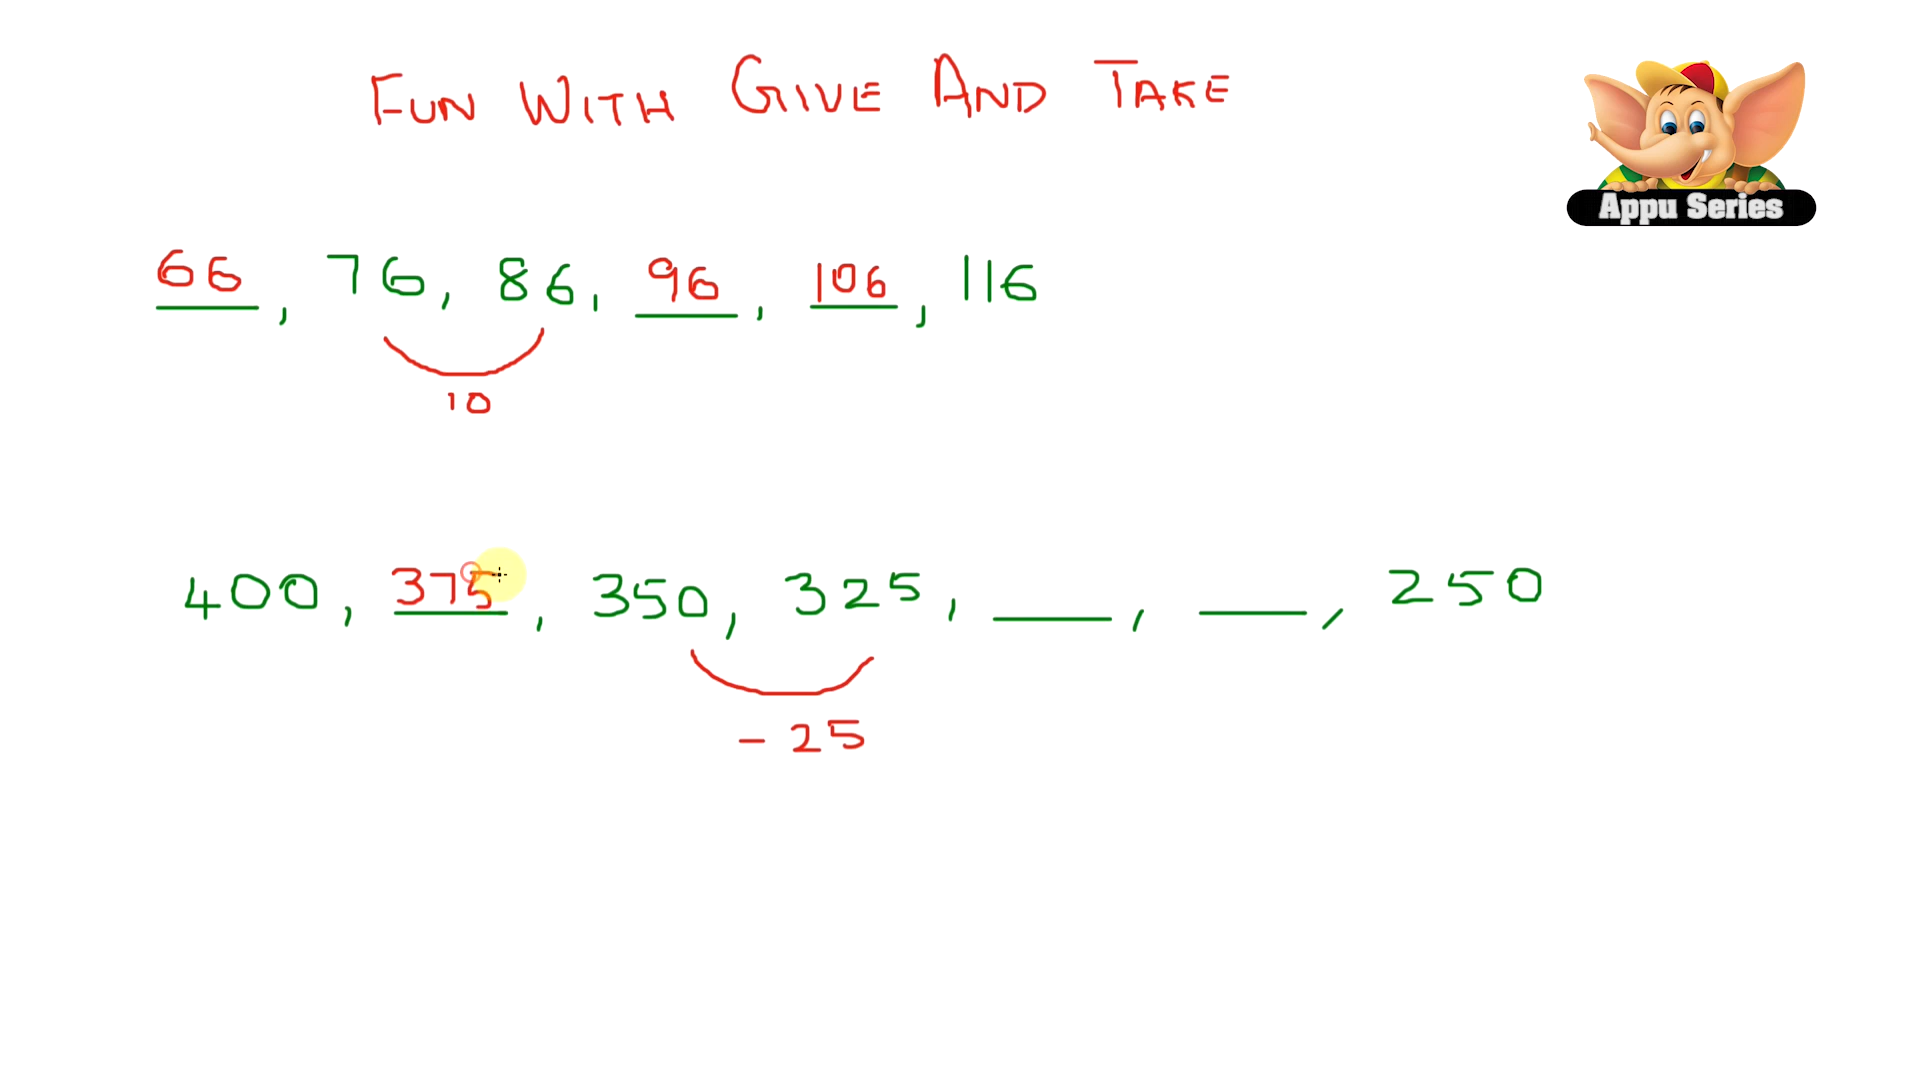 FUN WITH GIVE AND TAKE
Appu Series
66, 76, 86, 96, 106, 116
10
400, 375, 350, 325, ___, ___, 250
- 25